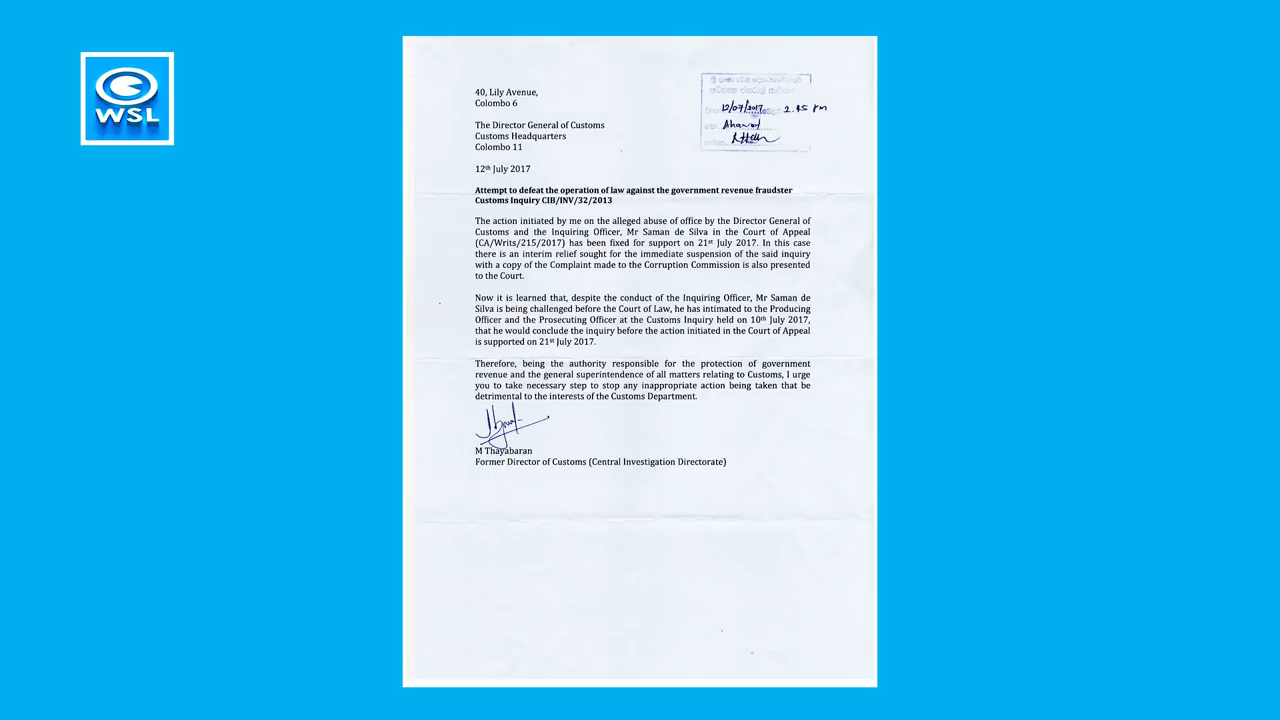 WSL
40, Lily Avenue,
Colombo 6
12/07/2017 2.45 PM
The Director General of Customs
Customs Headquarters
Colombo 11
12th July 2017
Attempt to defeat the operation of law against the government revenue fraudster
Customs Inquiry CIB/INV/32/2013
The action initiated by me on the alleged abuse of office by the Director General of
Customs and the Inquiring Officer, Mr Saman de Silva in the Court of Appeal
(CA/Writs/215/2017) has been fixed for support on 21st July 2017. In this case
there is an interim relief sought for the immediate suspension of the said inquiry
with a copy of the Complaint made to the Corruption Commission is also presented
to the Court.
Now it is learned that, despite the conduct of the Inquiring Officer, Mr Saman de
Silva is being challenged before the Court of Law, he has intimated to the Producing
Officer and the Prosecuting Officer at the Customs Inquiry held on 10th July 2017,
that he would conclude the inquiry before the action initiated in the Court of Appeal
is supported on 21st July 2017.
Therefore, being the authority responsible for the protection of government
revenue and the general superintendence of all matters relating to Customs, I urge
you to take necessary step to stop any inappropriate action being taken that be
detrimental to the interests of the Customs Department.
M Thayabaran
Former Director of Customs (Central Investigation Directorate)